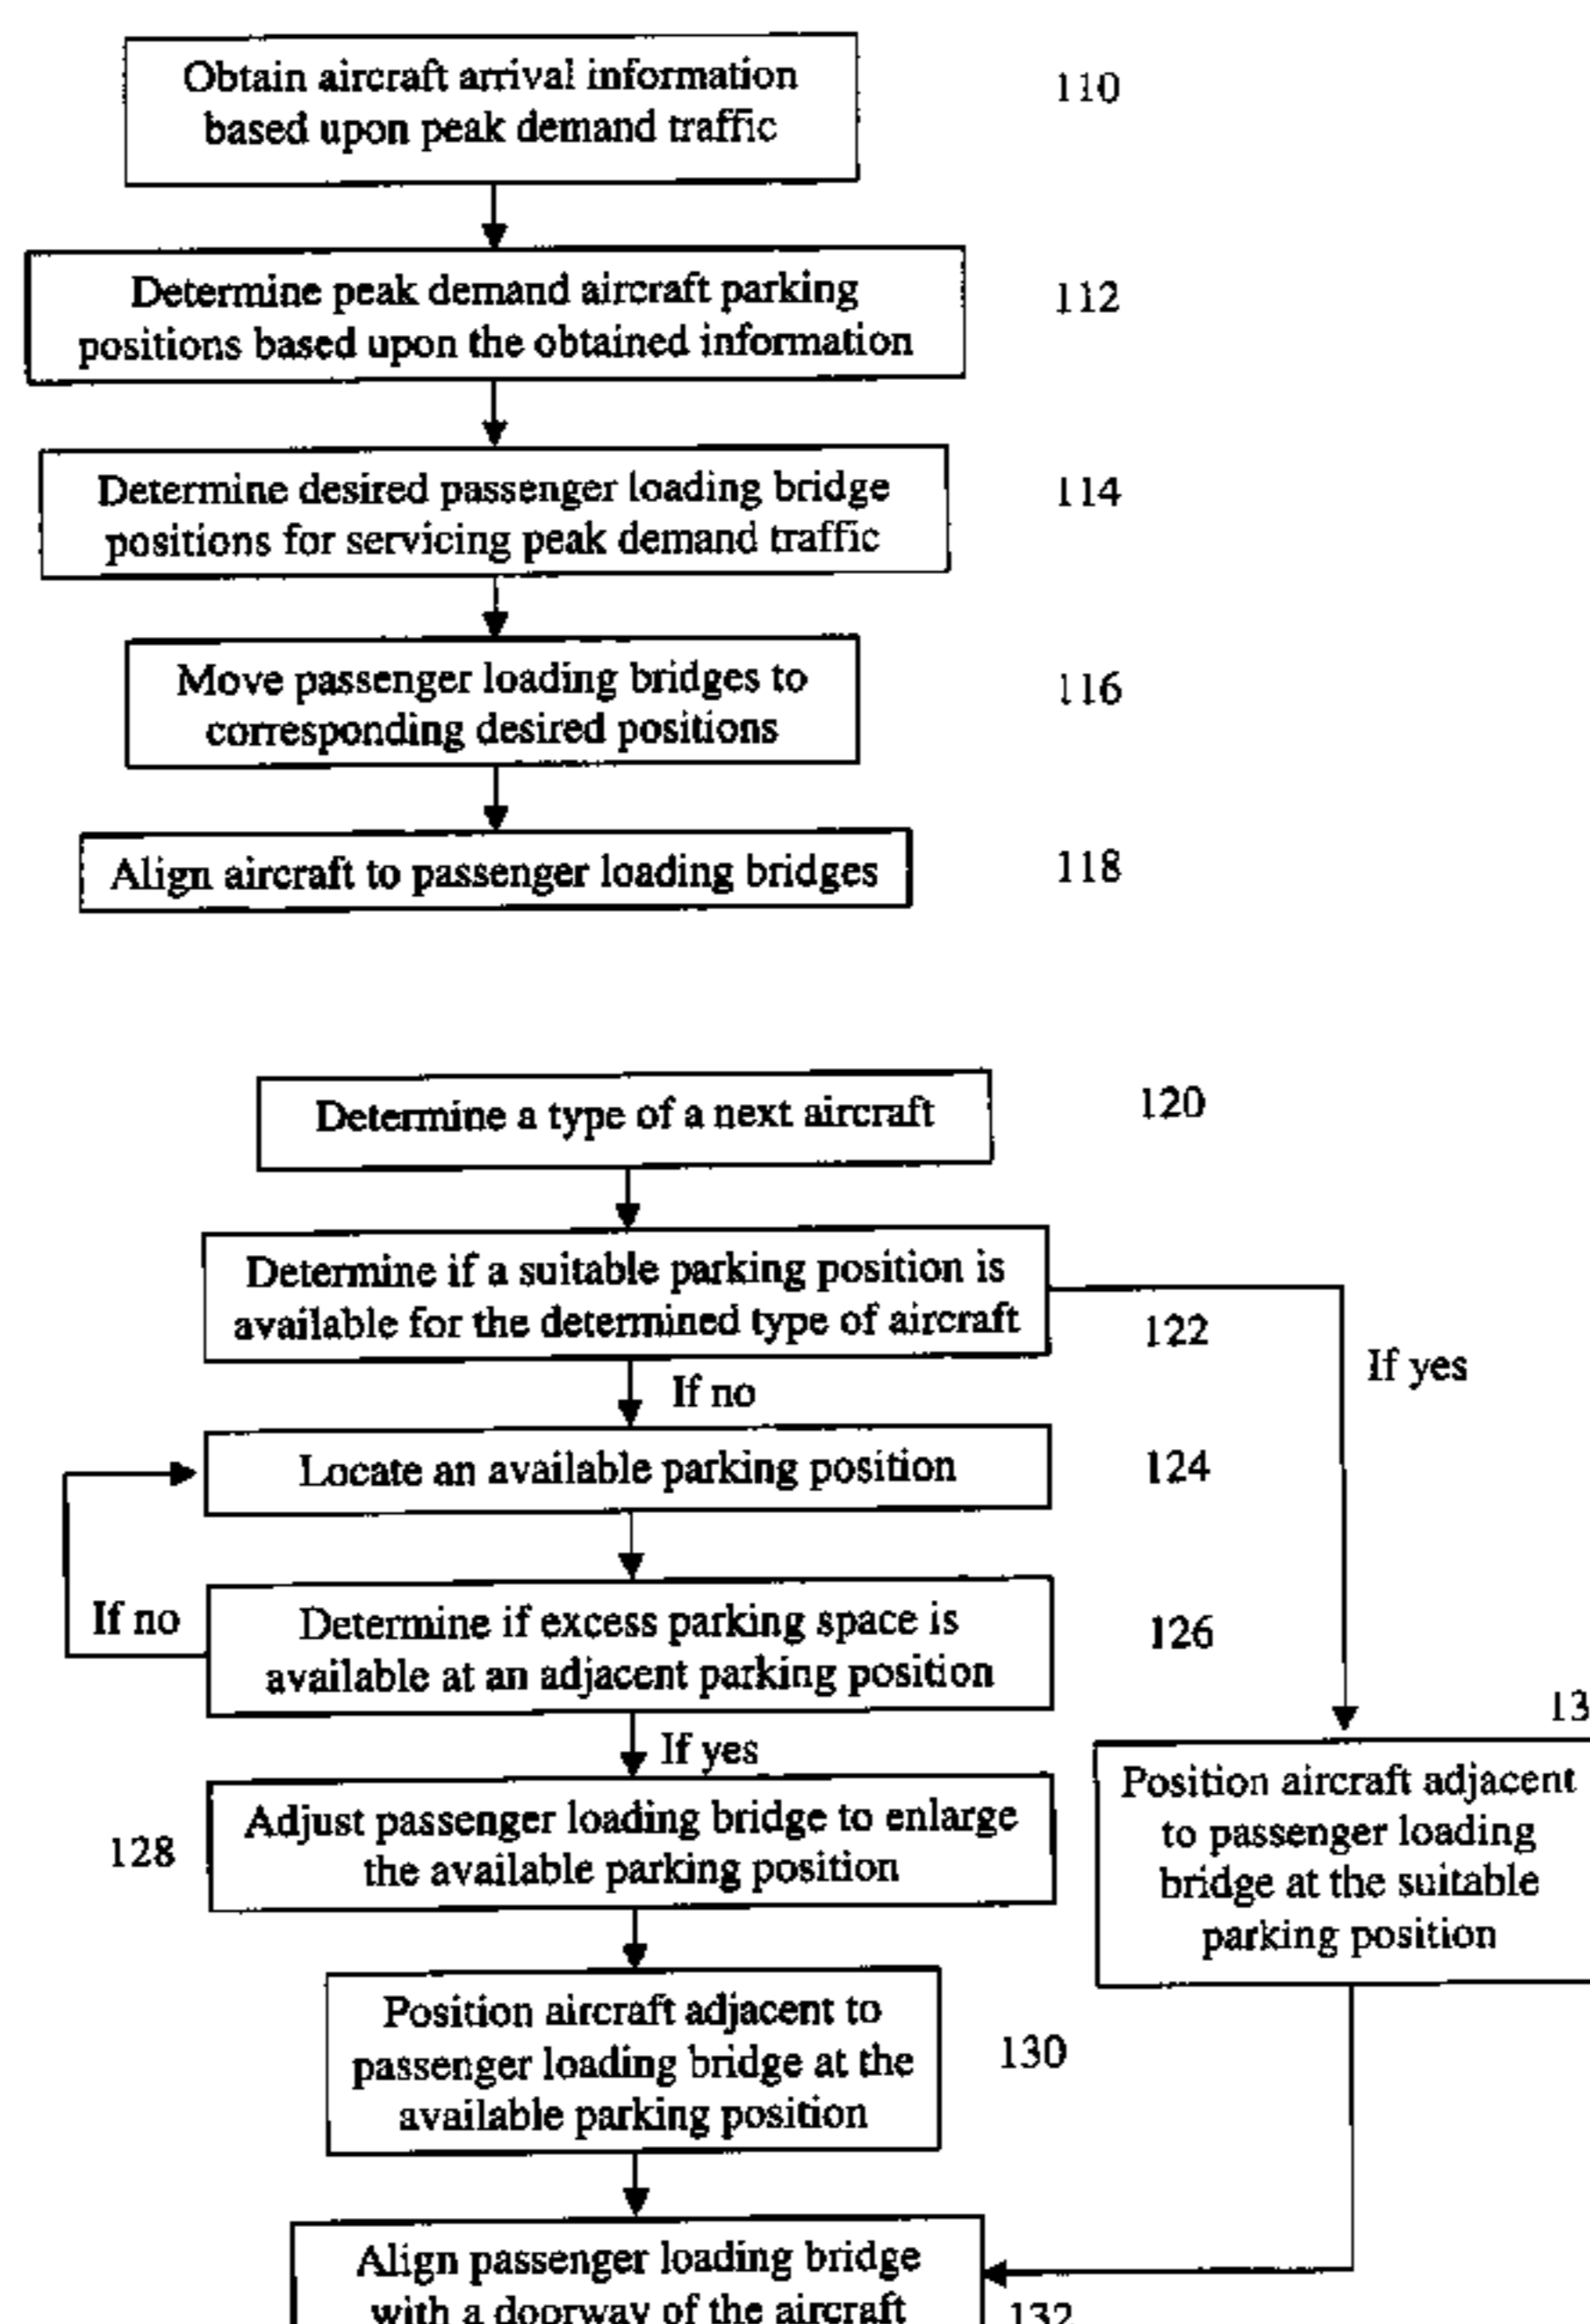 Obtain aircraft arrival information
based upon peak demand traffic
110
Determine peak demand aircraft parking
positions based upon the obtained information
112
Determine desired passenger loading bridge
positions for servicing peak demand traffic
114
Move passenger loading bridges to
corresponding desired positions
116
Align aircraft to passenger loading bridges
118
Determine a type of a next aircraft
120
Determine if a suitable parking position is
available for the determined type of aircraft
122
If yes
If no
Locate an available parking position
124
If no
Determine if excess parking space is
available at an adjacent parking position
126
If yes
Adjust passenger loading bridge to enlarge
the available parking position
128
Position aircraft adjacent
to passenger loading
bridge at the suitable
parking position
Position aircraft adjacent to
passenger loading bridge at the
available parking position
130
Align passenger loading bridge
with a doorway of the aircraft
132